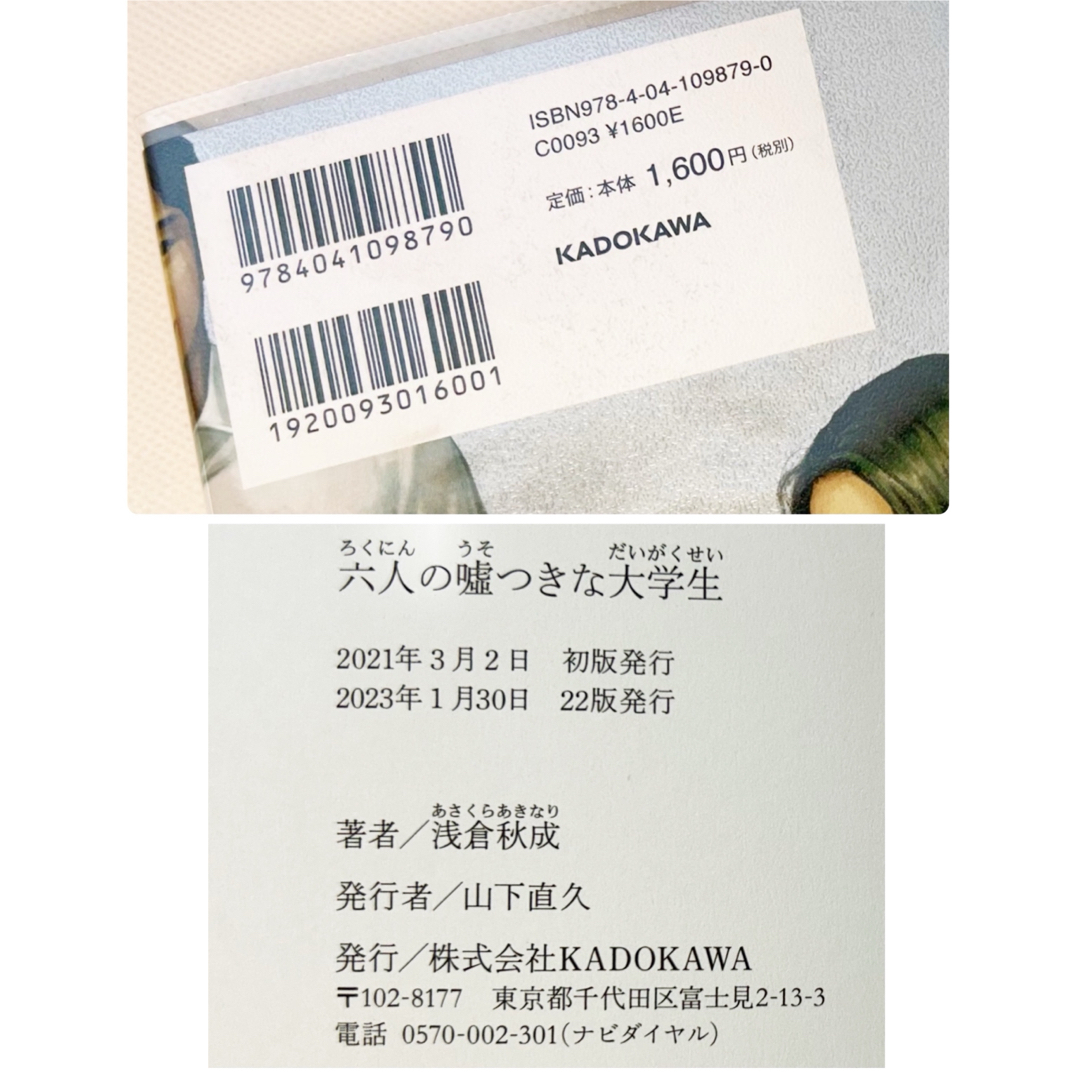 ISBN978-4-04-109879-0
C0093 ¥1600E
定価:本体 1,600円(税別)
KADOKAWA
9784041098790
1920093016001
ろくにん うそ だいがくせい
六人の嘘つきな大学生
2021年3月2日 初版発行
2023年1月30日 22版発行
あさくらあきなり
著者/浅倉秋成
発行者/山下直久
発行/株式会社KADOKAWA
〒102-8177 東京都千代田区富士見2-13-3
電話 0570-002-301(ナビダイヤル)